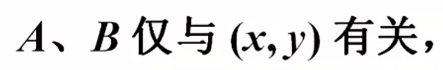 A、B 仅与 (x, y) 有关，